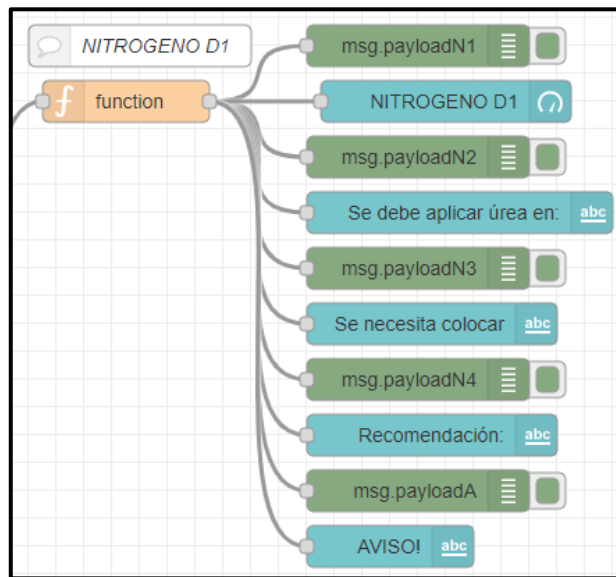 NITROGENO D1
function
msg.payloadN1
NITROGENO D1
msg.payloadN2
Se debe aplicar úrea en: abc
msg.payloadN3
Se necesita colocar abc
msg.payloadN4
Recomendación: abc
msg.payloadA
AVISO! abc